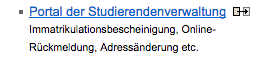 Portal der Studierendenverwaltung
Immatrikulationsbescheinigung, Online-
Rückmeldung, Adressänderung etc.